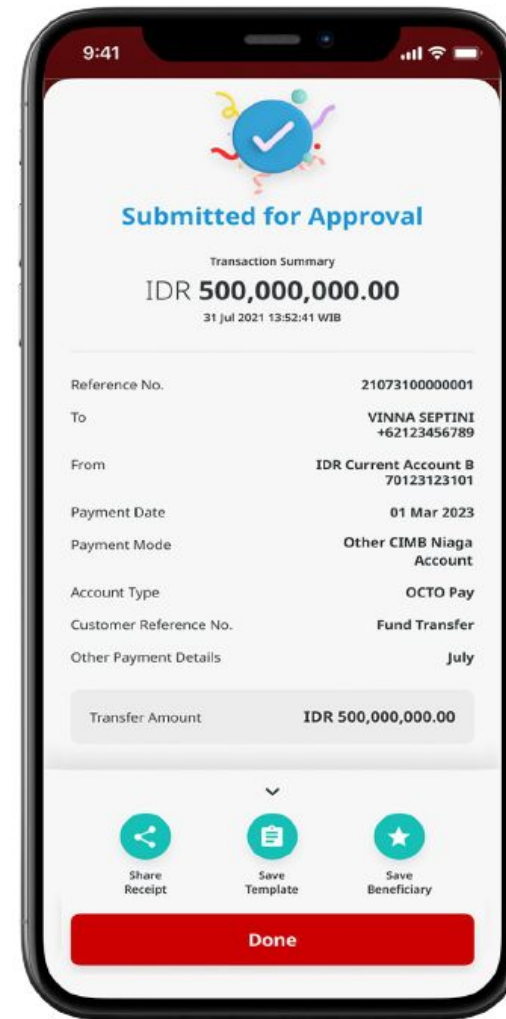 9:41
Submitted for Approval
Transaction Summary
IDR 500,000,000.00
31 Jul 2021 13:52:41 WIB
Reference No. 21073100000001
To VINNA SEPTINI
+62123456789
From IDR Current Account B
70123123101
Payment Date 01 Mar 2023
Payment Mode Other CIMB Niaga
Account
Account Type OCTO Pay
Customer Reference No. Fund Transfer
Other Payment Details July
Transfer Amount IDR 500,000,000.00
Share
Receipt
Save
Template
Save
Beneficiary
Done